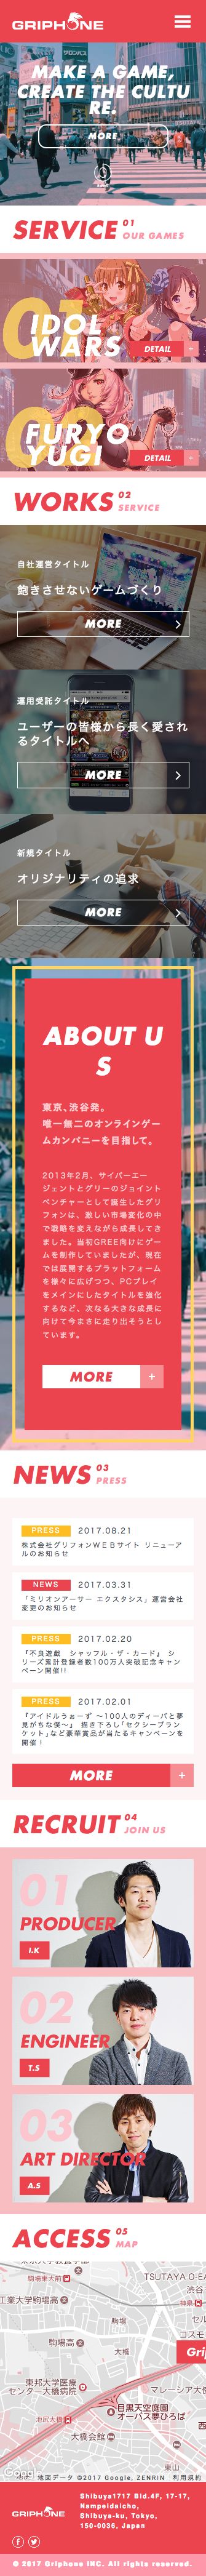 GRIPHONE
MAKE A GAME,
CREATE THE CULTU
RE.
MORE
SERVICE 01
OUR GAMES
01
IDOL
WARS
DETAIL +
FURYO
YUGI
DETAIL +
WORKS 02
SERVICE
自社運営タイトル
飽きさせないゲームづくり
MORE
運用受託タイトル
ユーザーの皆様から長く愛され
るタイトルへ
MORE
新規タイトル
オリジナリティの追求
MORE
ABOUT U
S
東京、渋谷発。
唯一無二のオンラインゲー
ムカンパニーを目指して。
2013年2月、サイバーエー
ジェントとグリーのジョイント
ベンチャーとして誕生したグリ
フォンは、激しい市場変化の中
で戦略を変えながら成長してき
ました。当初GREE向けにゲー
ムを制作していましたが、現在
では展開するプラットフォーム
を様々に広げつつ、PCブレイ
をメインにしたタイトルを強化
するなど、次なる大きな成長に
向けて今まさに走り出そうとし
ています。
MORE +
NEWS 03
PRESS
PRESS 2017.08.21
株式会社グリフォンＷＥＢサイト リニューア
ルのお知らせ
NEWS 2017.03.31
「ミリオンアーサー エクスタシス」運営会社
変更のお知らせ
PRESS 2017.02.20
『不良遊戯 シャッフル・ザ・カード』 シ
リーズ累計登録者数100万人突破記念キャン
ペーン開催!!
PRESS 2017.02.01
『アイドルうぉーず ～100人のディーバと夢
見がちな僕～』 描き下ろし「セクシーブラン
ケット」など豪華賞品が当たるキャンペーンを
開催！
MORE +
RECRUIT 04
JOIN US
01
PRODUCER
I.K
02
ENGINEER
T.S
03
ART DIRECTOR
A.S
ACCESS 05
MAP
駒場東大前
TSUTAYA O-EA
渋谷
工業大学駒場高
神泉
セル
駒場
コスモ
駒場高
大橋
Gri
東邦大学医療
センター大橋病院
マレーシア大使
目黒天空庭園
オーパス夢ひろば
池尻大橋
西
大橋会館
東山
Google
地図データ ©2017 Google, ZENRIN 利用規約
GRIPHONE
Shibuya1717 Bld.4F, 17-17,
Nampeidaicho,
Shibuya-ku, Tokyo,
150-0036, Japan
© 2017 Griphone INC. All rights reserved.